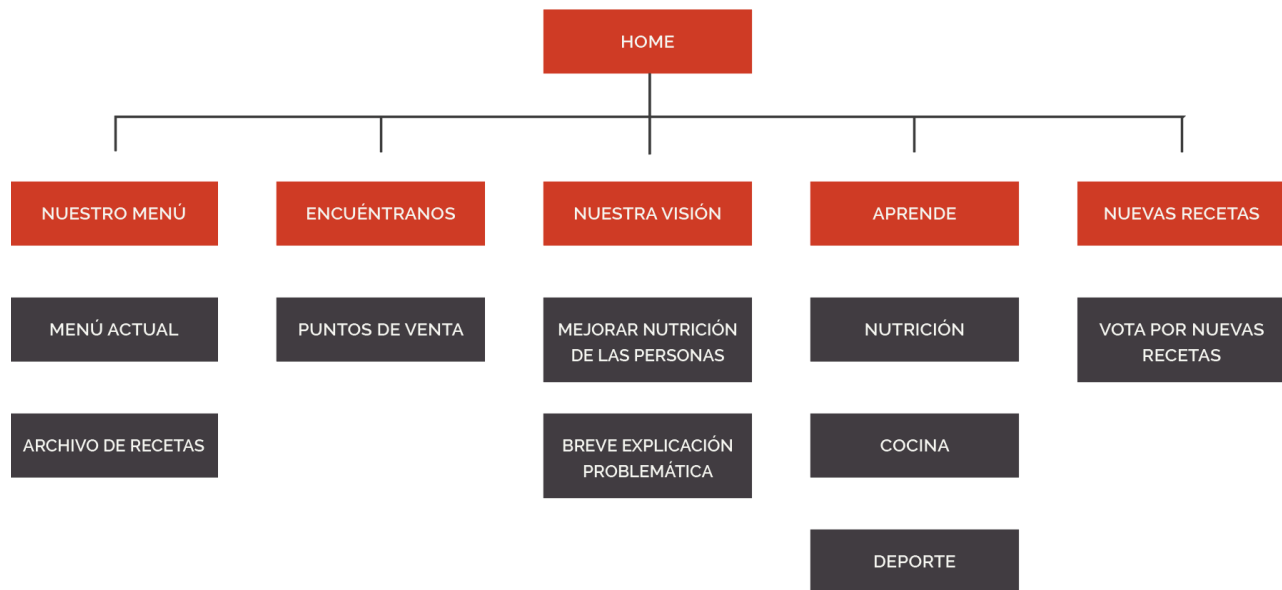 HOME
NUESTRO MENÚ
ENCUÉNTRANOS
NUESTRA VISIÓN
APRENDE
NUEVAS RECETAS
MENÚ ACTUAL
PUNTOS DE VENTA
MEJORAR NUTRICIÓN
DE LAS PERSONAS
NUTRICIÓN
VOTA POR NUEVAS
RECETAS
ARCHIVO DE RECETAS
BREVE EXPLICACIÓN
PROBLEMÁTICA
COCINA
DEPORTE